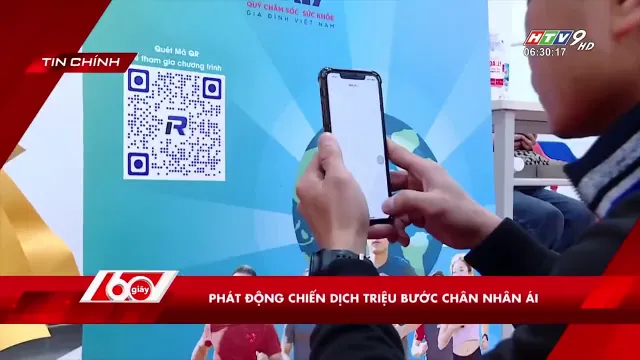 QUỸ CHĂM SÓC SỨC KHỎE
GIA ĐÌNH VIỆT NAM
HTV9 HD
06:30:17
TIN CHÍNH
Quét Mã QR
tham gia chương trình
R
60 giây
PHÁT ĐỘNG CHIẾN DỊCH TRIỆU BƯỚC CHÂN NHÂN ÁI